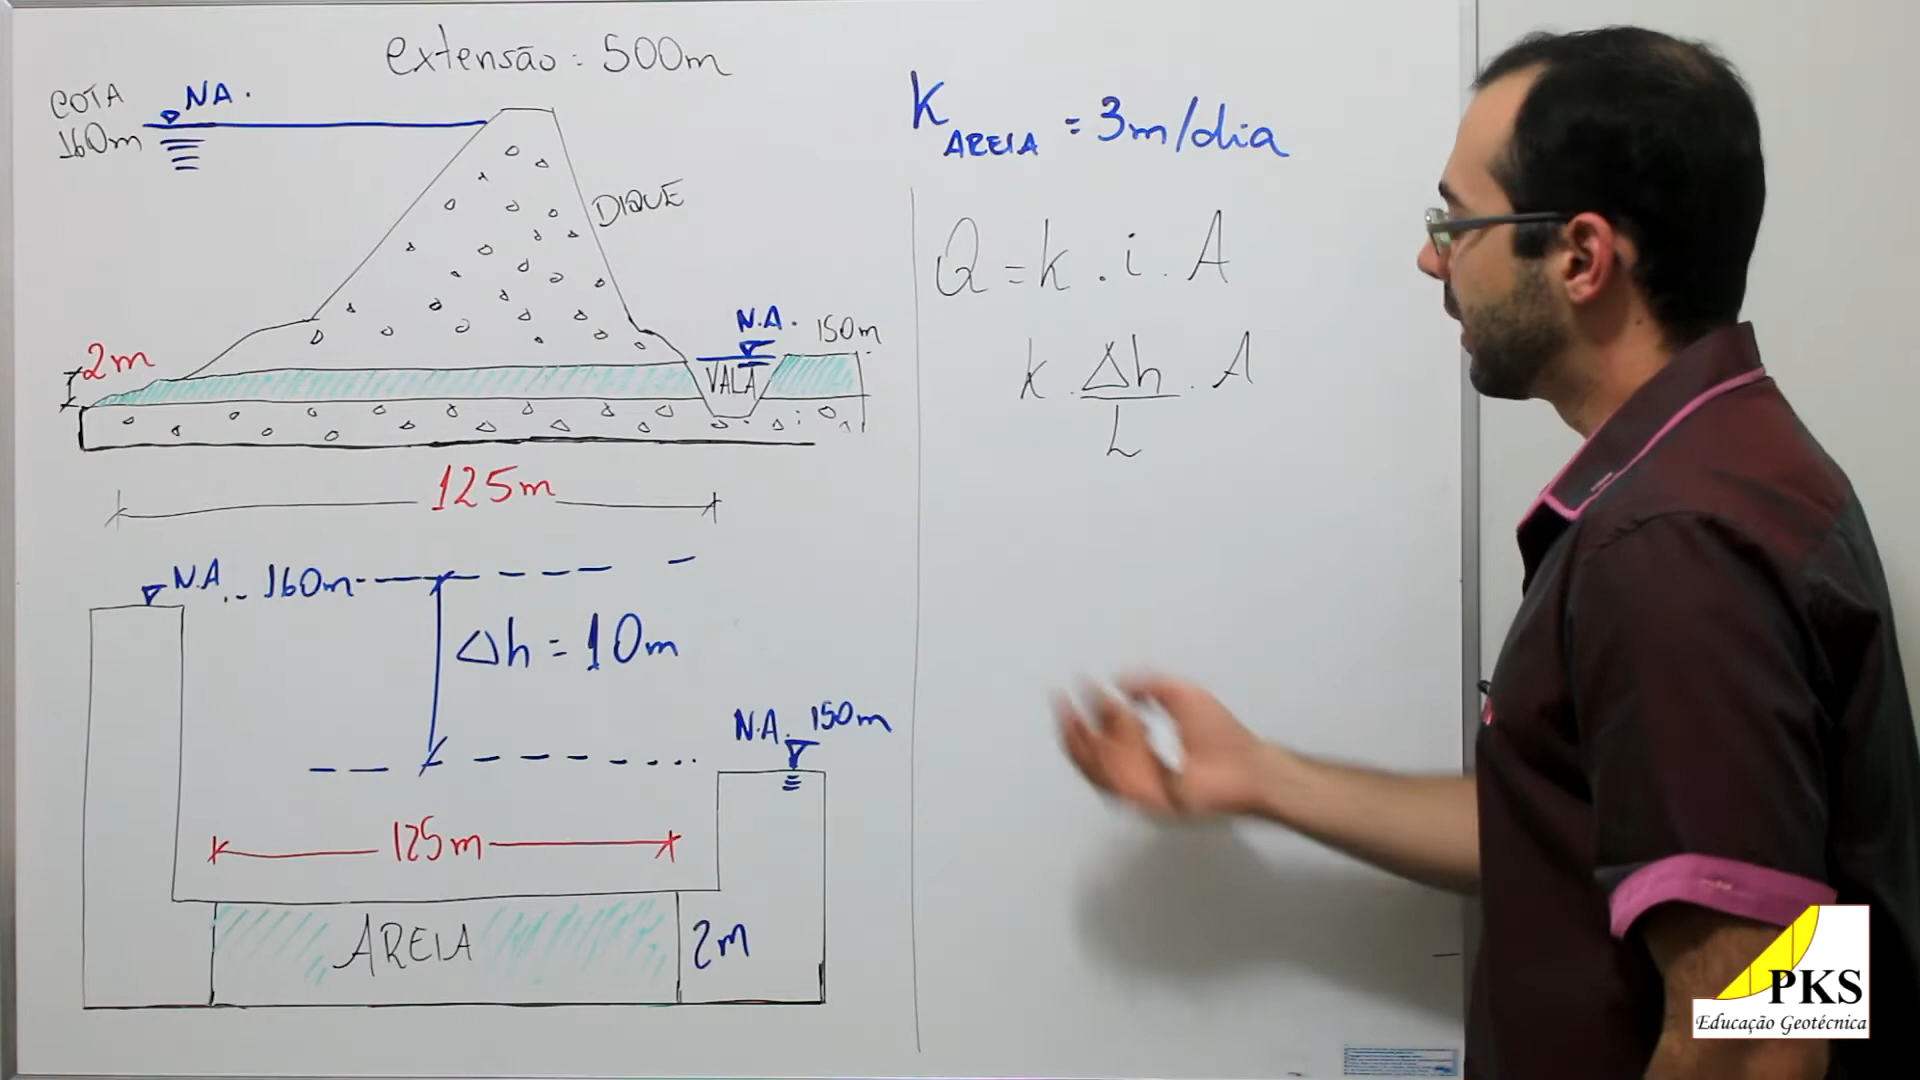 extensão: 500m
COTA
160m
N.A.
DIQUE
2m
N.A.
150m
VALA
125m
N.A. 160m
Δh = 10m
N.A. 150m
125m
AREIA
2m
K AREIA = 3m/dia
Q = k . i . A
k . Δh . A
L
PKS
Educação Geotécnica